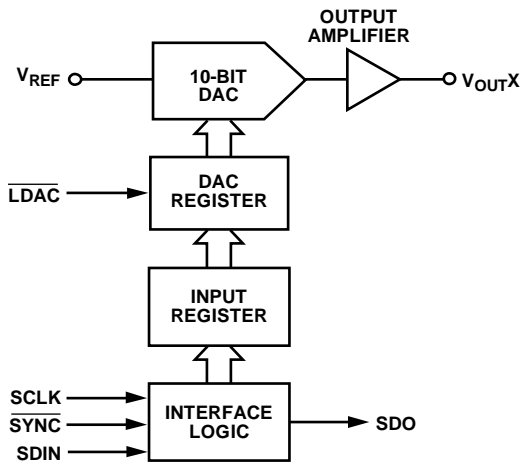 OUTPUT
AMPLIFIER
VREF
10-BIT
DAC
VOUTX
LDAC
DAC
REGISTER
INPUT
REGISTER
SCLK
SYNC
SDIN
INTERFACE
LOGIC
SDO